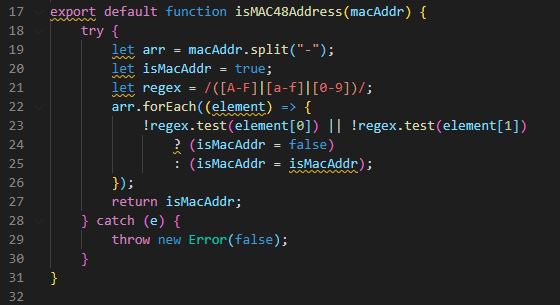 17 export default function isMAC48Address(macAddr) {
18     try {
19         let arr = macAddr.split("-");
20         let isMacAddr = true;
21         let regex = /([A-F]|[a-f]|[0-9])/;
22         arr.forEach((element) => {
23             !regex.test(element[0]) || !regex.test(element[1])
24                 ? (isMacAddr = false)
25                 : (isMacAddr = isMacAddr);
26         });
27         return isMacAddr;
28     } catch (e) {
29         throw new Error(false);
30     }
31 }
32